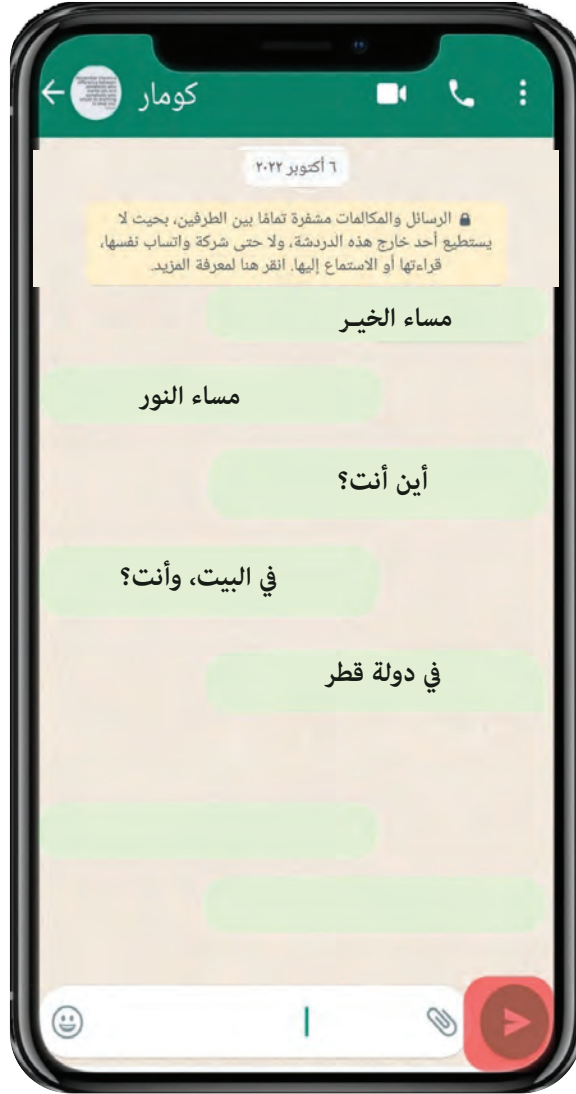 كومار
٦ أكتوبر ٢٠٢٢
الرسائل والمكالمات مشفرة تمامًا بين الطرفين، بحيث لا
يستطيع أحد خارج هذه الدردشة، ولا حتى شركة واتساب نفسها،
قراءتها أو الاستماع إليها. انقر هنا لمعرفة المزيد.
مساء الخيـر
مساء النور
أين أنت؟
في البيت، وأنت؟
في دولة قطر